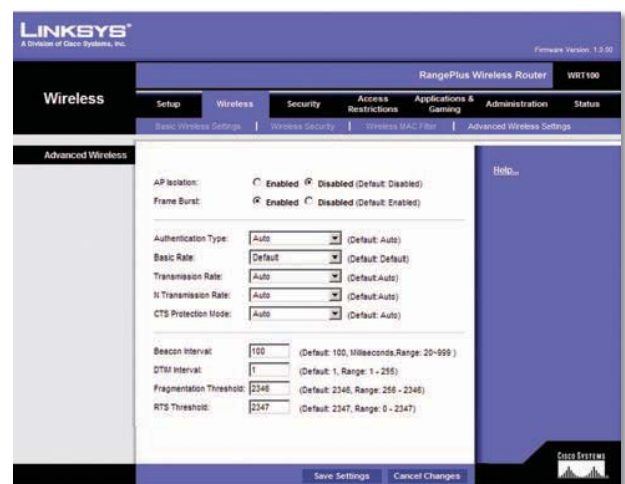 LINKSYS®
A Division of Cisco Systems, Inc.
Firmware Version: 1.0.00
RangePlus Wireless Router WRT100
Wireless
Setup Wireless Security Access Restrictions Applications & Gaming Administration Status
Basic Wireless Settings | Wireless Security | Wireless MAC Filter | Advanced Wireless Settings
Advanced Wireless
Help...
AP Isolation: Enabled Disabled (Default: Disabled)
Frame Burst: Enabled Disabled (Default: Enabled)
Authentication Type: Auto (Default: Auto)
Basic Rate: Default (Default: Default)
Transmission Rate: Auto (Default:Auto)
N Transmission Rate: Auto (Default:Auto)
CTS Protection Mode: Auto (Default: Auto)
Beacon Interval: 100 (Default: 100, Milliseconds,Range: 20~999 )
DTIM Interval: 1 (Default: 1, Range: 1 - 255)
Fragmentation Threshold: 2346 (Default: 2346, Range: 256 - 2346)
RTS Threshold: 2347 (Default: 2347, Range: 0 - 2347)
Save Settings Cancel Changes
CISCO SYSTEMS